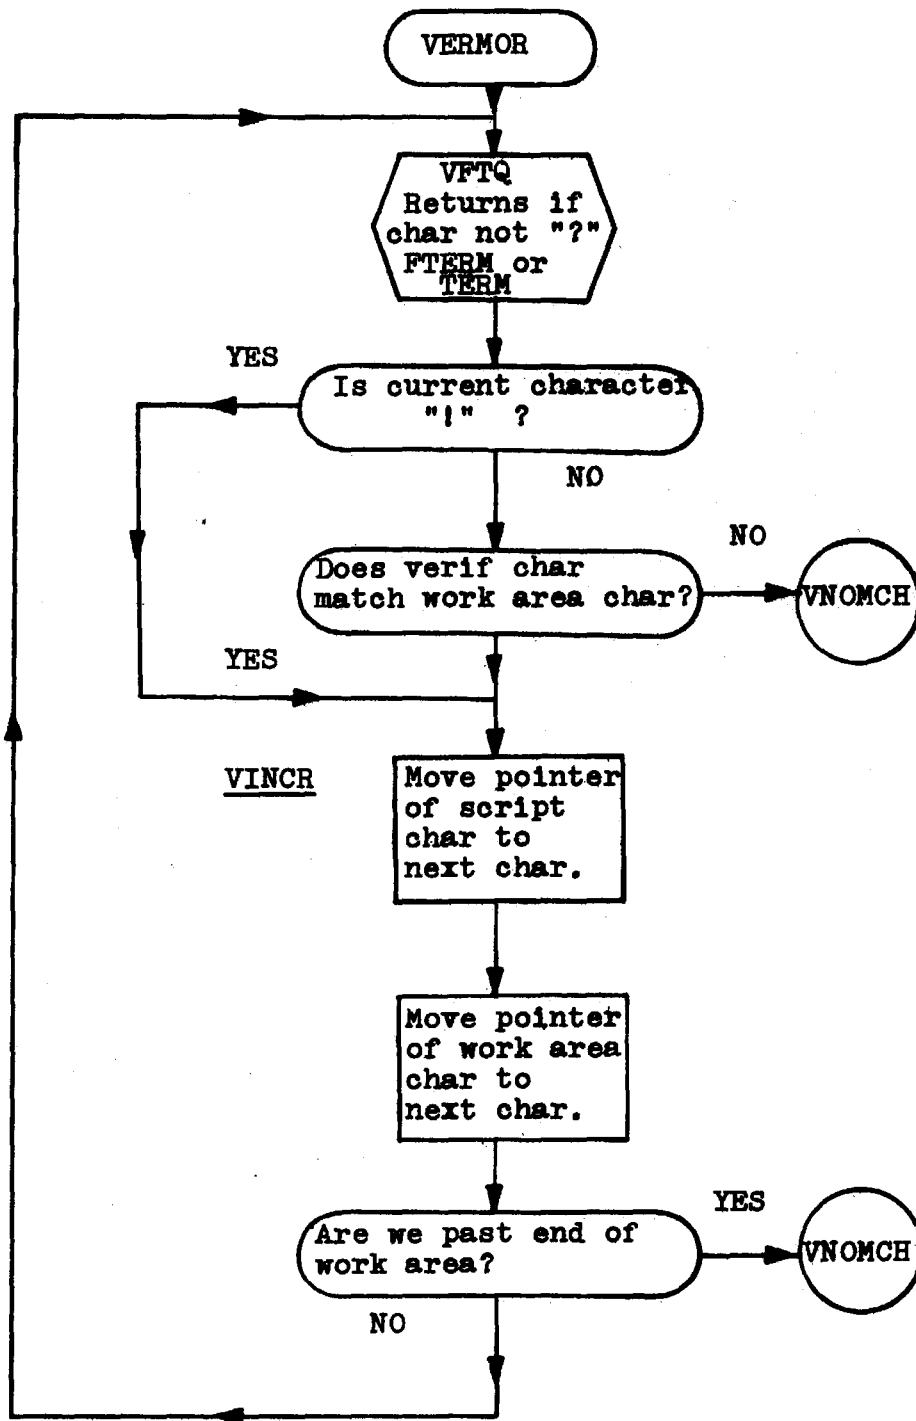 VERMOR
VFTQ
Returns if
char not "?"
FTERM or
TERM
YES
Is current character
"!" ?
NO
NO
Does verif char
match work area char?
VNOMCH
YES
VINCR
Move pointer
of script
char to
next char.
Move pointer
of work area
char to
next char.
YES
Are we past end of
work area?
VNOMCH
NO